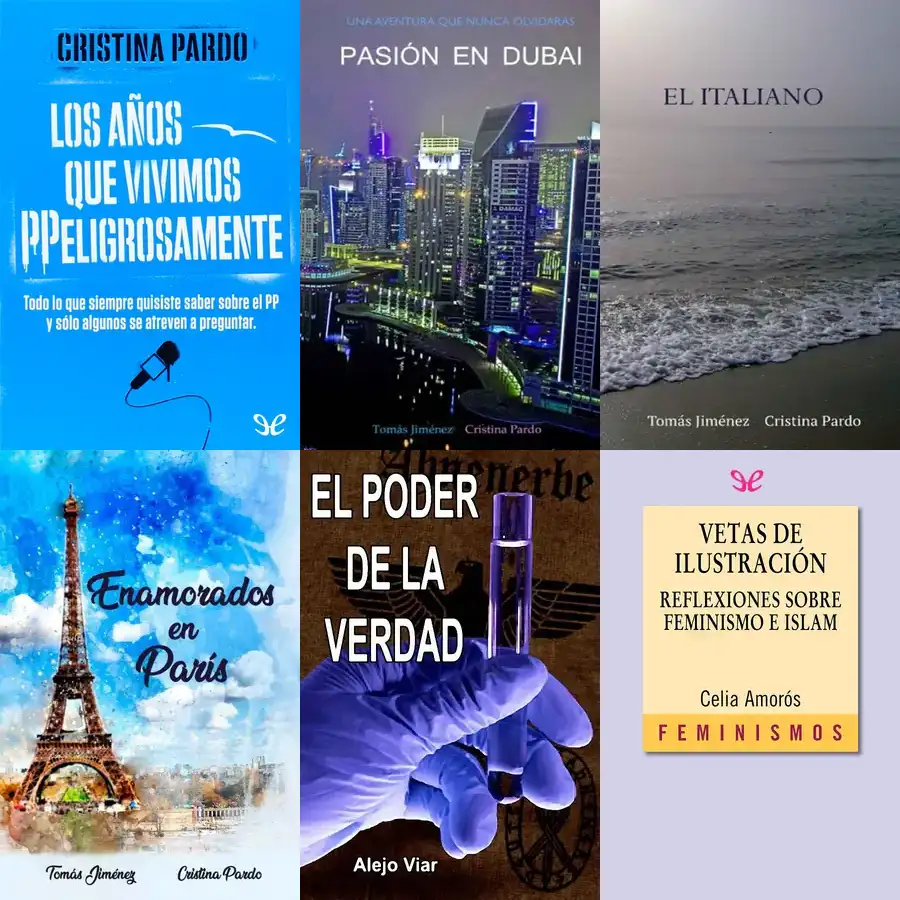 CRISTINA PARDO
LOS AÑOS
QUE VIVIMOS
PPELIGROSAMENTE
Todo lo que siempre quisiste saber sobre el PP
y sólo algunos se atreven a preguntar.
UNA AVENTURA QUE NUNCA OLVIDARAS
PASIÓN EN DUBAI
Tomás Jiménez Cristina Pardo
EL ITALIANO
Tomás Jiménez Cristina Pardo
Enamorados
en
París
Tomás Jiménez Cristina Pardo
Ahnenerbe
EL PODER
DE LA
VERDAD
Alejo Viar
VETAS DE
ILUSTRACIÓN
REFLEXIONES SOBRE
FEMINISMO E ISLAM
Celia Amorós
FEMINISMOS